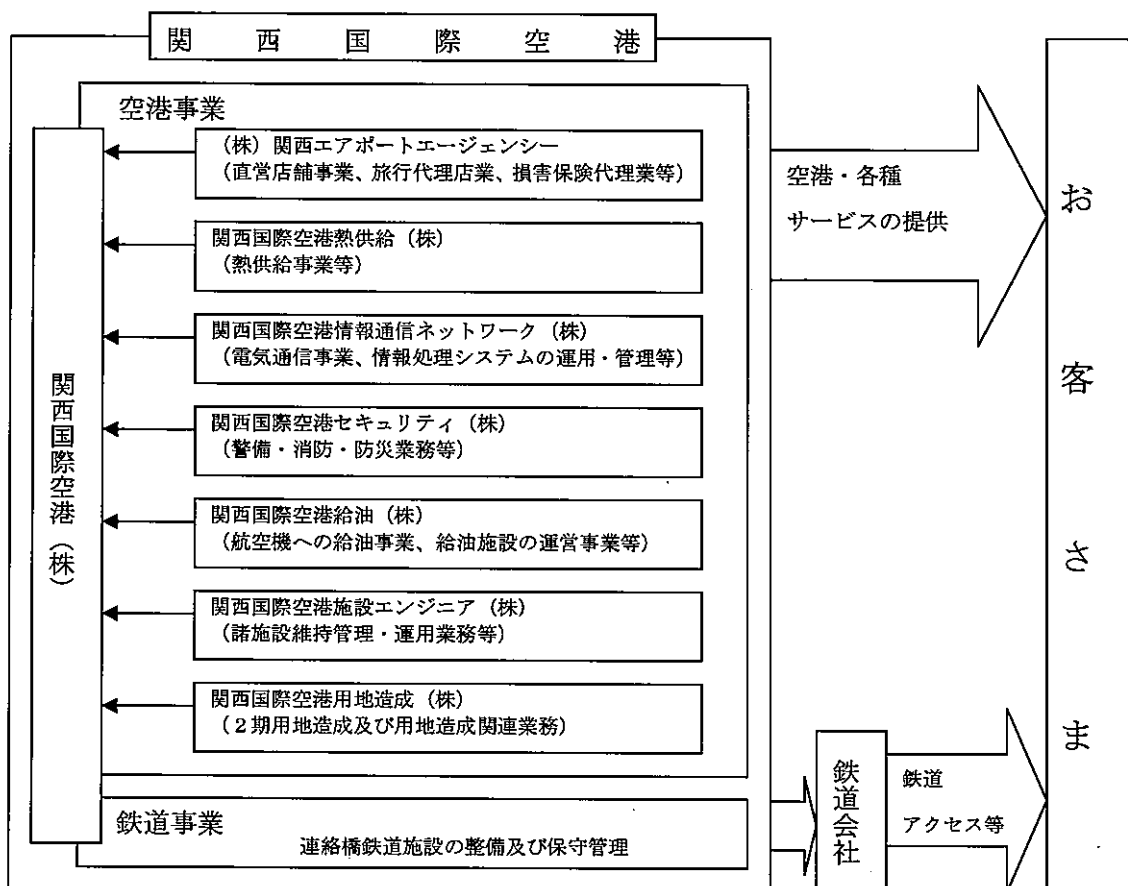 関西国際空港
空港事業
関西国際空港（株）
（株）関西エアポートエージェンシー
（直営店舗事業、旅行代理店業、損害保険代理業等）
関西国際空港熱供給（株）
（熱供給事業等）
関西国際空港情報通信ネットワーク（株）
（電気通信事業、情報処理システムの運用・管理等）
関西国際空港セキュリティ（株）
（警備・消防・防災業務等）
関西国際空港給油（株）
（航空機への給油事業、給油施設の運営事業等）
関西国際空港施設エンジニア（株）
（諸施設維持管理・運用業務等）
関西国際空港用地造成（株）
（２期用地造成及び用地造成関連業務）
鉄道事業
連絡橋鉄道施設の整備及び保守管理
空港・各種
サービスの提供
鉄道会社
鉄道
アクセス等
お客さま